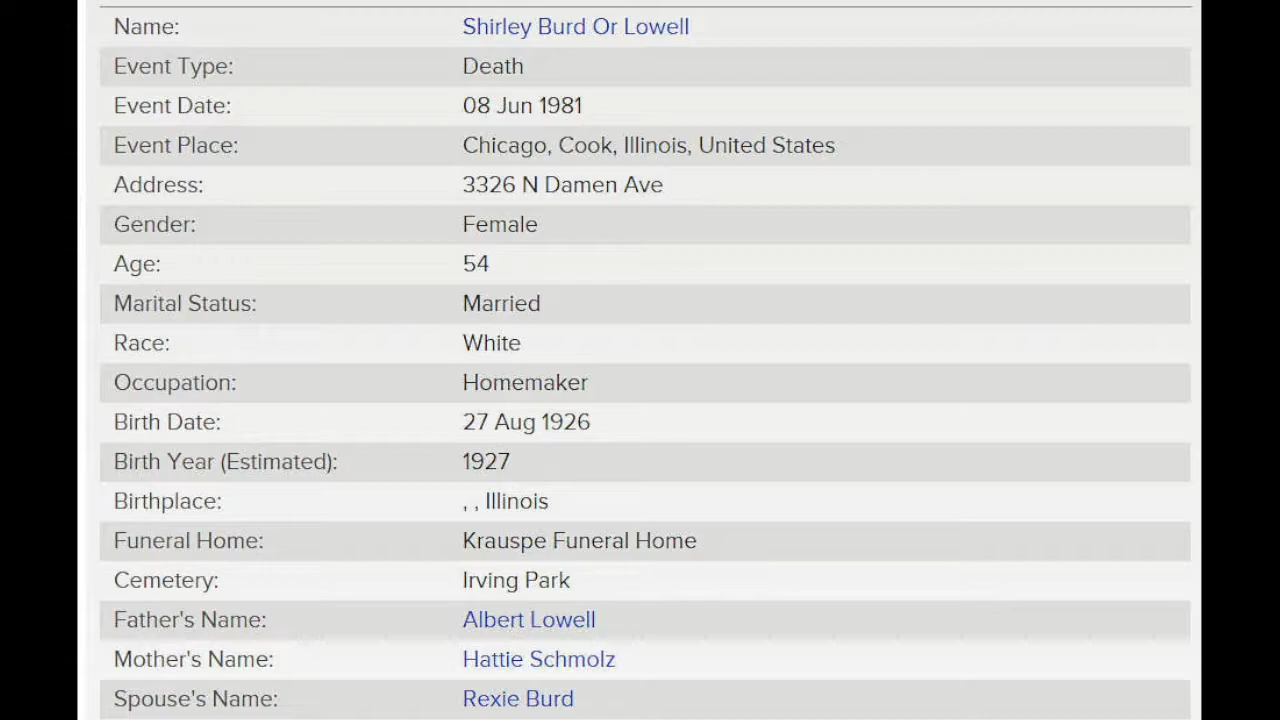 Name: Shirley Burd Or Lowell
Event Type: Death
Event Date: 08 Jun 1981
Event Place: Chicago, Cook, Illinois, United States
Address: 3326 N Damen Ave
Gender: Female
Age: 54
Marital Status: Married
Race: White
Occupation: Homemaker
Birth Date: 27 Aug 1926
Birth Year (Estimated): 1927
Birthplace: , , Illinois
Funeral Home: Krauspe Funeral Home
Cemetery: Irving Park
Father's Name: Albert Lowell
Mother's Name: Hattie Schmolz
Spouse's Name: Rexie Burd